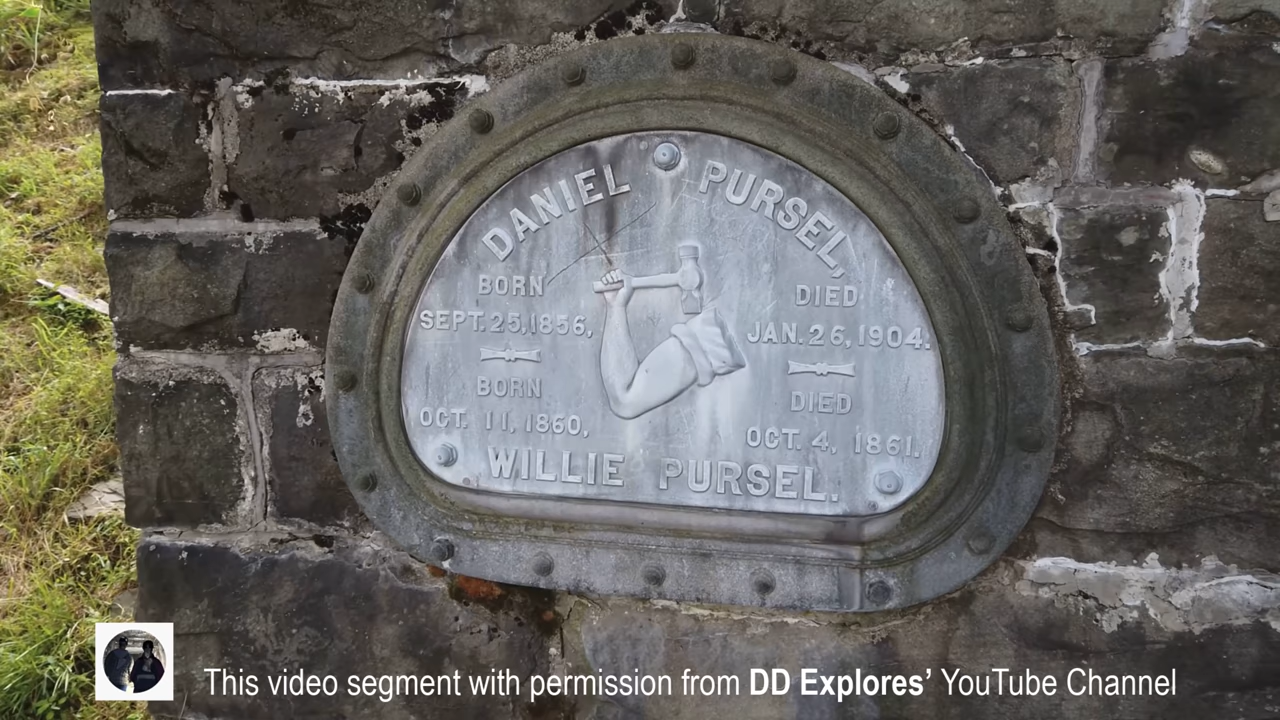 DANIEL PURSEL,
BORN DIED
SEPT. 25, 1856, JAN. 26, 1904.
BORN DIED
OCT. 11, 1860, OCT. 4, 1861.
WILLIE PURSEL.
This video segment with permission from DD Explores’ YouTube Channel